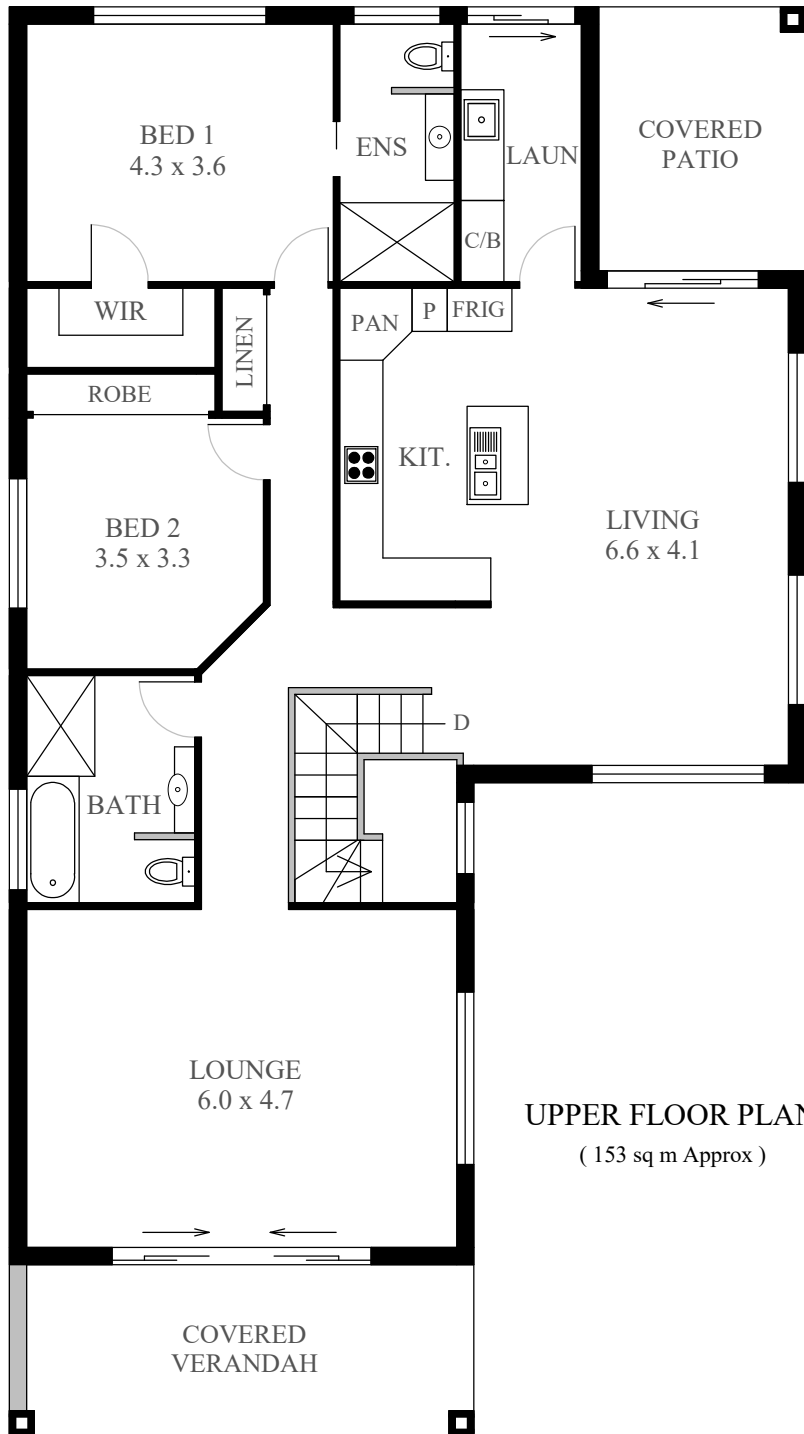 BED 1
4.3 x 3.6
ENS
LAUN
COVERED
PATIO
C/B
WIR
LINEN
PAN
P
FRIG
ROBE
KIT.
BED 2
3.5 x 3.3
LIVING
6.6 x 4.1
D
BATH
LOUNGE
6.0 x 4.7
UPPER FLOOR PLAN
( 153 sq m Approx )
COVERED
VERANDAH